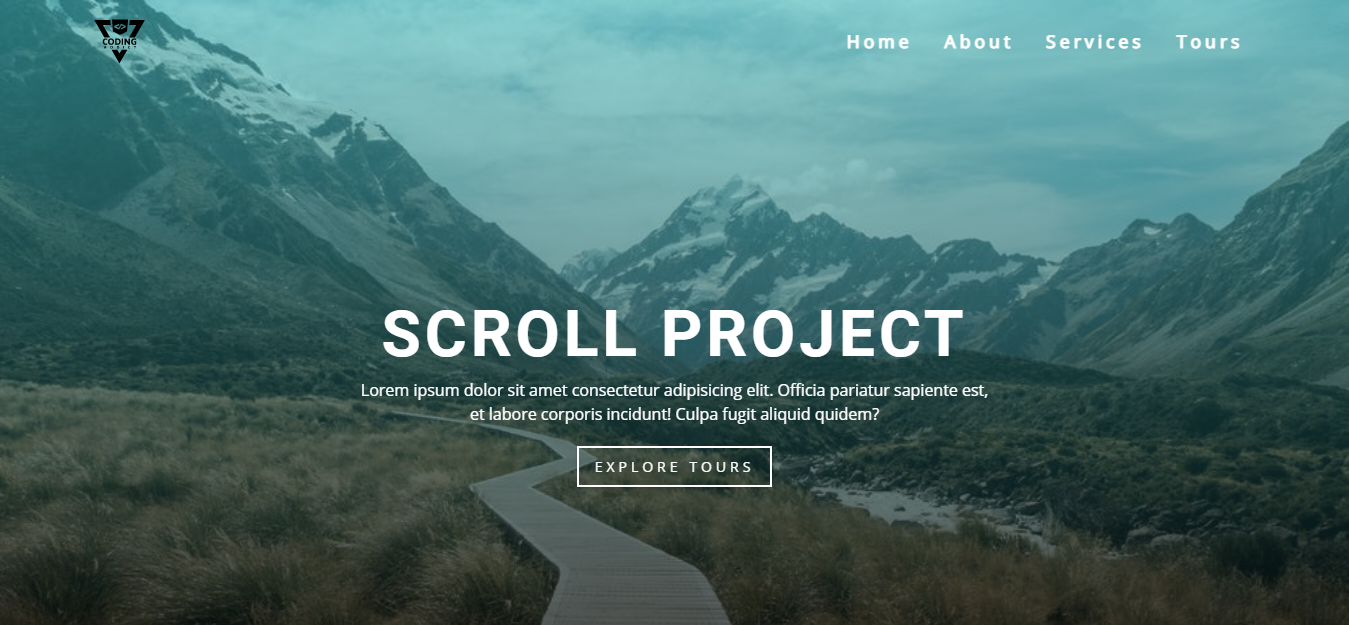 </>
CODING
ADDICT
Home About Services Tours
SCROLL PROJECT
Lorem ipsum dolor sit amet consectetur adipisicing elit. Officia pariatur sapiente est,
et labore corporis incidunt! Culpa fugit aliquid quidem?
EXPLORE TOURS